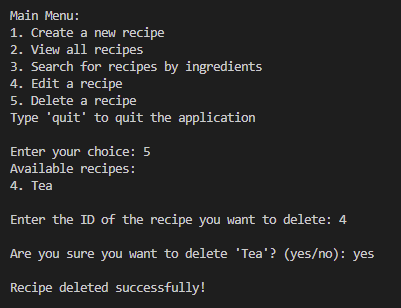 Main Menu:
1. Create a new recipe
2. View all recipes
3. Search for recipes by ingredients
4. Edit a recipe
5. Delete a recipe
Type 'quit' to quit the application
Enter your choice: 5
Available recipes:
4. Tea
Enter the ID of the recipe you want to delete: 4
Are you sure you want to delete 'Tea'? (yes/no): yes
Recipe deleted successfully!